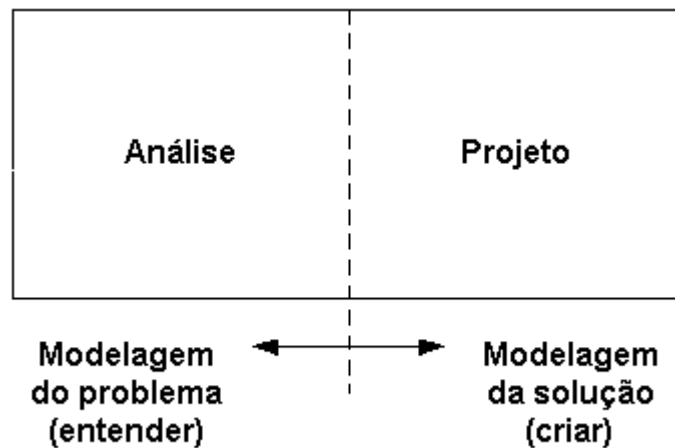 Análise
Projeto
Modelagem
do problema
(entender)
Modelagem
da solução
(criar)